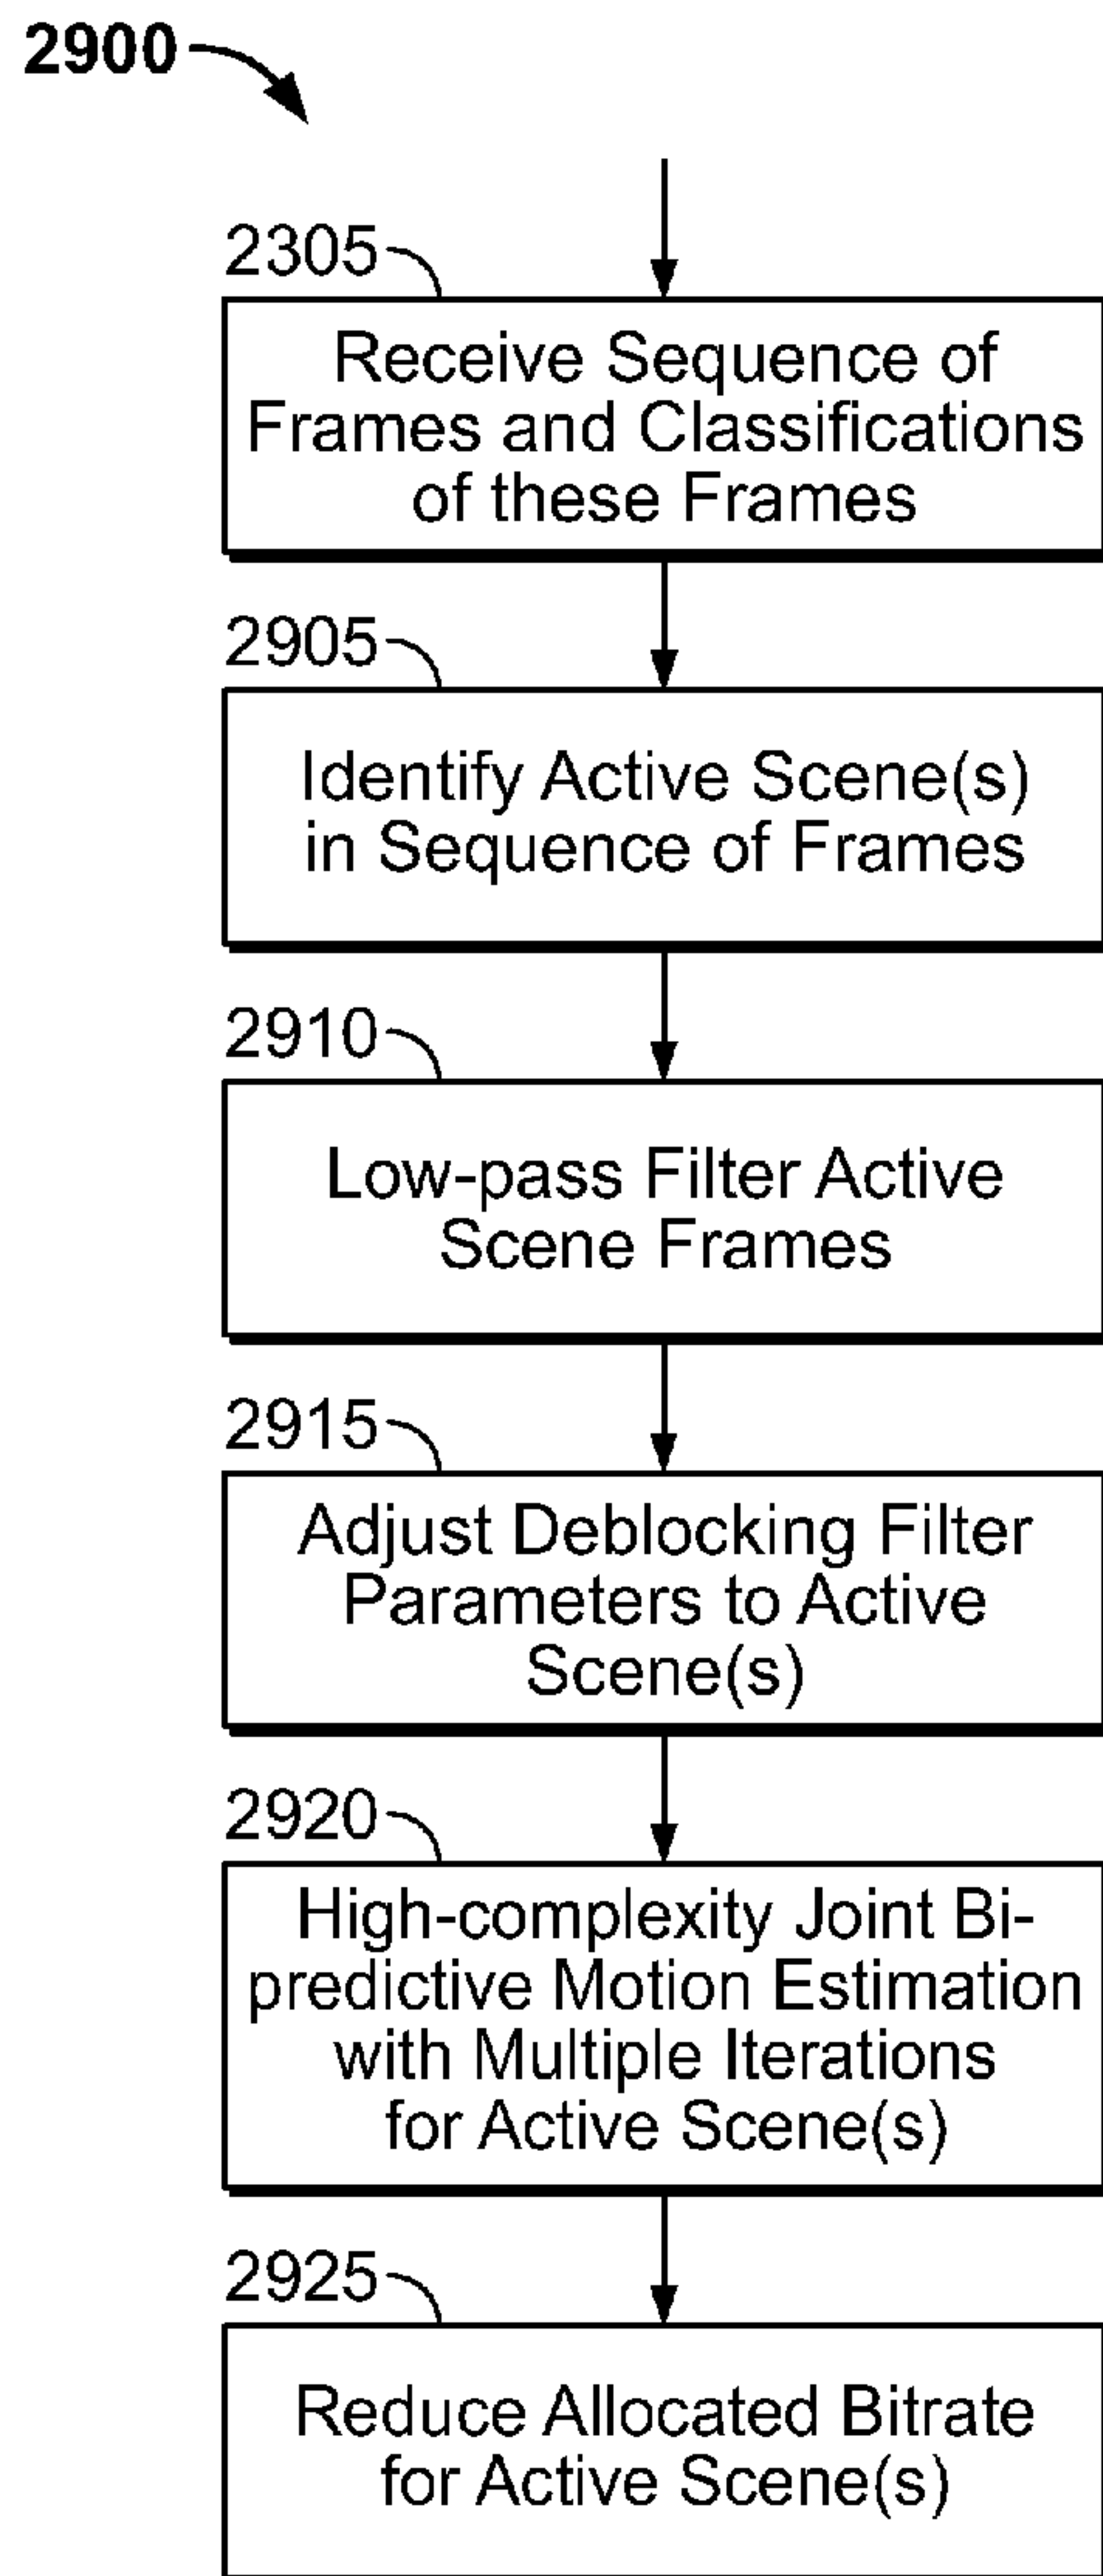 2900
2305
Receive Sequence of
Frames and Classifications
of these Frames
2905
Identify Active Scene(s)
in Sequence of Frames
2910
Low-pass Filter Active
Scene Frames
2915
Adjust Deblocking Filter
Parameters to Active
Scene(s)
2920
High-complexity Joint Bi-
predictive Motion Estimation
with Multiple Iterations
for Active Scene(s)
2925
Reduce Allocated Bitrate
for Active Scene(s)